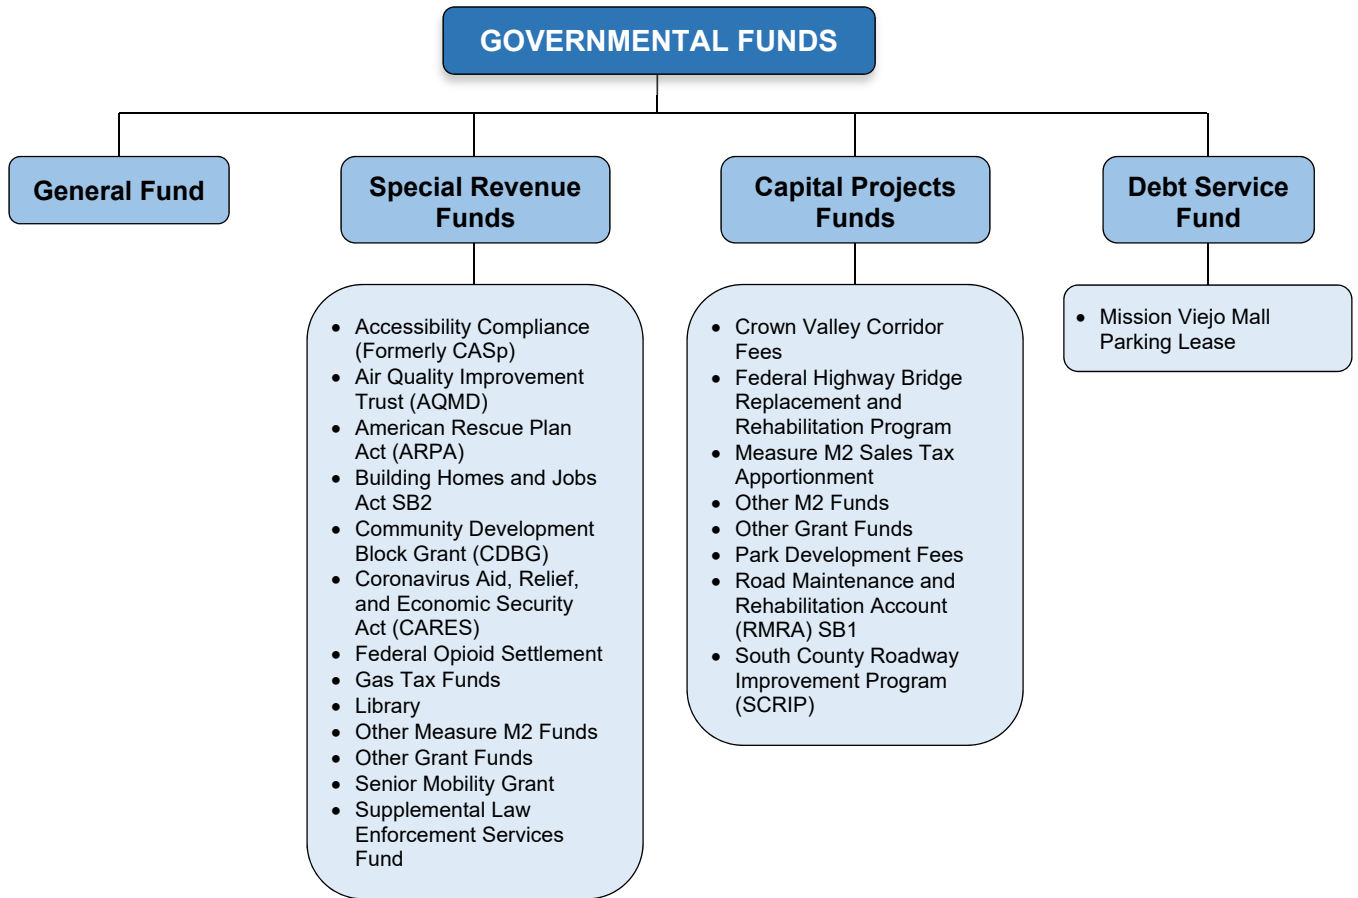 GOVERNMENTAL FUNDS
General Fund
Special Revenue
Funds
Capital Projects
Funds
Debt Service
Fund
• Accessibility Compliance
(Formerly CASp)
• Air Quality Improvement
Trust (AQMD)
• American Rescue Plan
Act (ARPA)
• Building Homes and Jobs
Act SB2
• Community Development
Block Grant (CDBG)
• Coronavirus Aid, Relief,
and Economic Security
Act (CARES)
• Federal Opioid Settlement
• Gas Tax Funds
• Library
• Other Measure M2 Funds
• Other Grant Funds
• Senior Mobility Grant
• Supplemental Law
Enforcement Services
Fund
• Crown Valley Corridor
Fees
• Federal Highway Bridge
Replacement and
Rehabilitation Program
• Measure M2 Sales Tax
Apportionment
• Other M2 Funds
• Other Grant Funds
• Park Development Fees
• Road Maintenance and
Rehabilitation Account
(RMRA) SB1
• South County Roadway
Improvement Program
(SCRIP)
• Mission Viejo Mall
Parking Lease